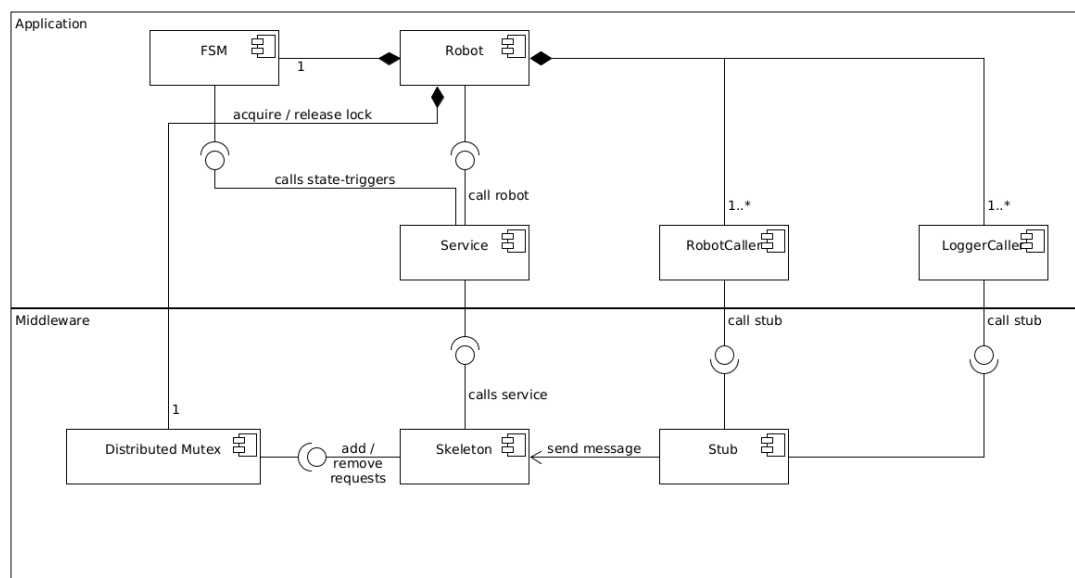 Application
FSM
Robot
1
acquire / release lock
calls state-triggers
call robot
1..*
1..*
Service
RobotCaller
LoggerCaller
Middleware
call stub
call stub
calls service
1
Distributed Mutex
add /
remove
requests
Skeleton
send message
Stub